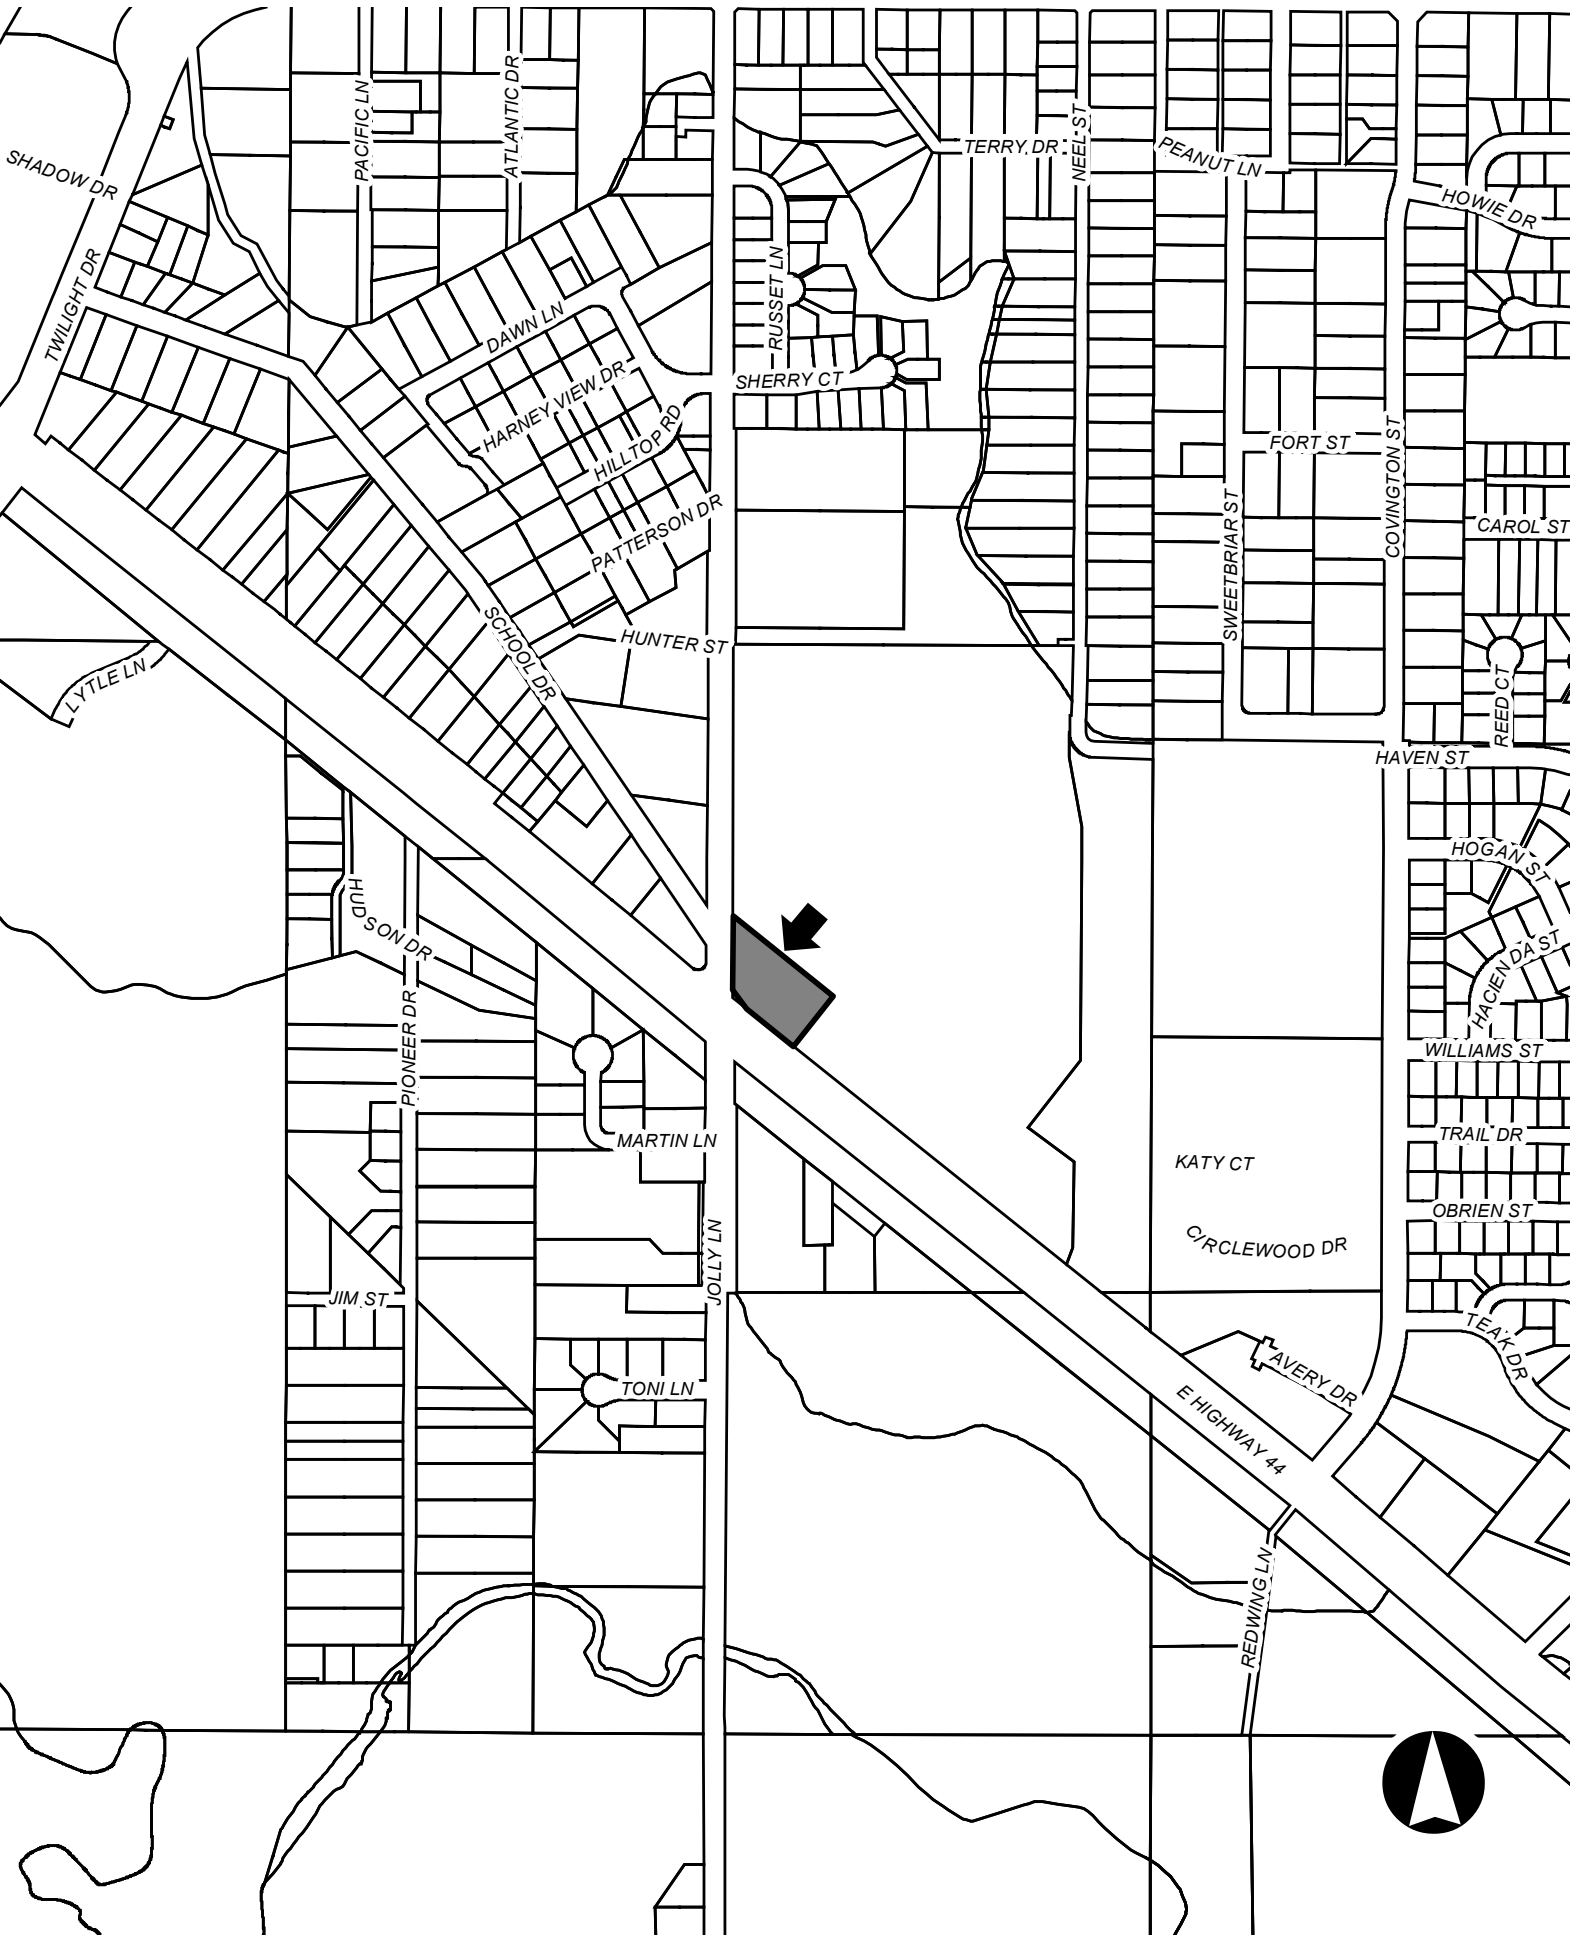 PACIFIC LN
ATLANTIC DR
NEEL ST
TERRY DR
PEANUT LN
SHADOW DR
HOWIE DR
TWILIGHT DR
RUSSET LN
DAWN LN
SHERRY CT
HARNEY VIEW DR
HILLTOP RD
FORT ST
COVINGTON ST
PATTERSON DR
CAROL ST
SWEETBRIAR ST
HUNTER ST
SCHOOL DR
LYTLE LN
REED CT
HAVEN ST
HOGAN ST
HUD
SON DR
HACIEN
DA ST
PIONEER DR
WILLIAMS ST
MARTIN LN
TRAIL DR
KATY CT
OBRIEN ST
CIRCLEWOOD DR
JOLLY LN
JIM ST
TEAK DR
AVERY DR
TONI LN
E HIGHWAY 44
REDWING LN